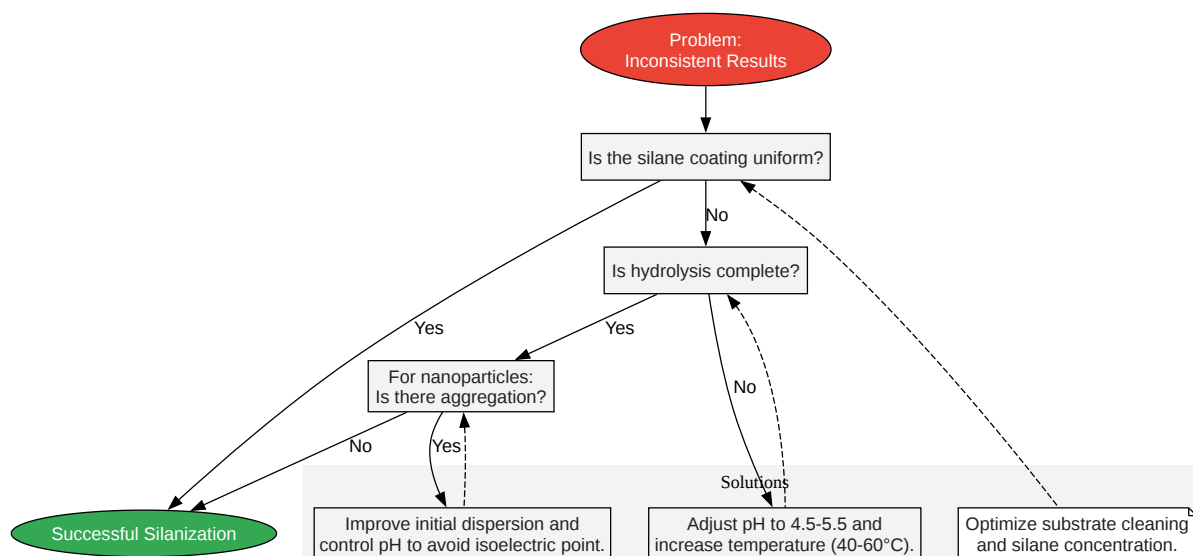 Problem:
Inconsistent Results
Is the silane coating uniform?
No
Is hydrolysis complete?
Yes
Yes
For nanoparticles:
Is there aggregation?
No
No
Yes
Solutions
Successful Silanization
Improve initial dispersion and
control pH to avoid isoelectric point.
Adjust pH to 4.5-5.5 and
increase temperature (40-60°C).
Optimize substrate cleaning
and silane concentration.